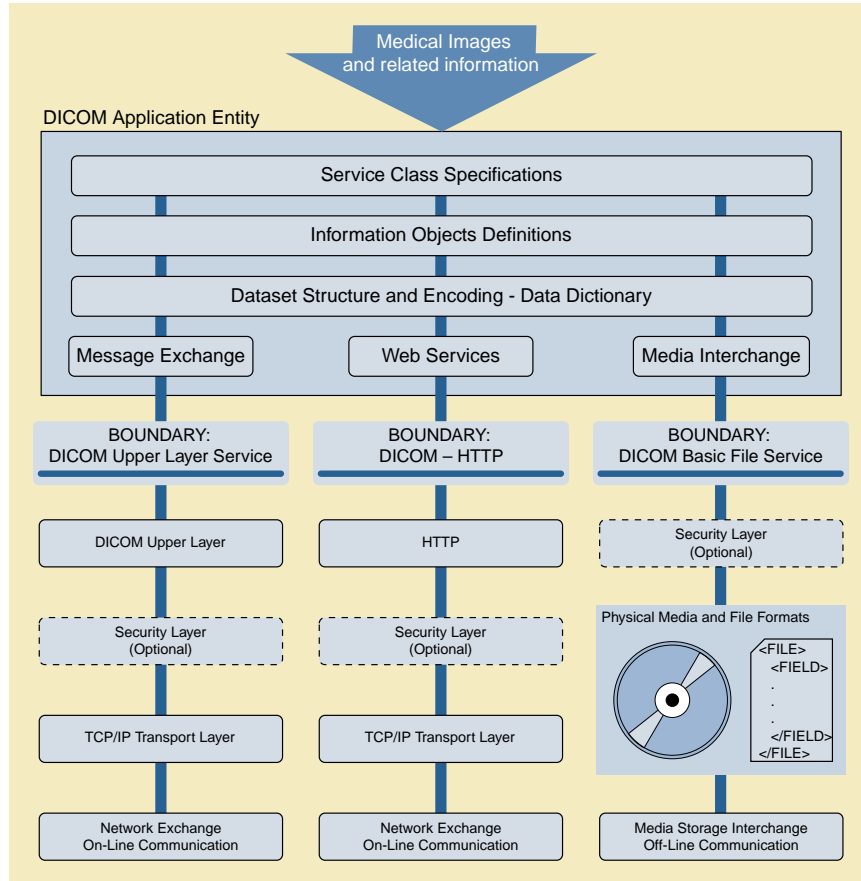 Medical Images
and related information
DICOM Application Entity
Service Class Specifications
Information Objects Definitions
Dataset Structure and Encoding - Data Dictionary
Message Exchange
Web Services
Media Interchange
BOUNDARY:
DICOM Upper Layer Service
BOUNDARY:
DICOM – HTTP
BOUNDARY:
DICOM Basic File Service
DICOM Upper Layer
HTTP
Security Layer
(Optional)
Security Layer
(Optional)
Security Layer
(Optional)
Physical Media and File Formats
<FILE>
<FIELD>
.
.
.
</FIELD>
</FILE>
TCP/IP Transport Layer
TCP/IP Transport Layer
Network Exchange
On-Line Communication
Network Exchange
On-Line Communication
Media Storage Interchange
Off-Line Communication